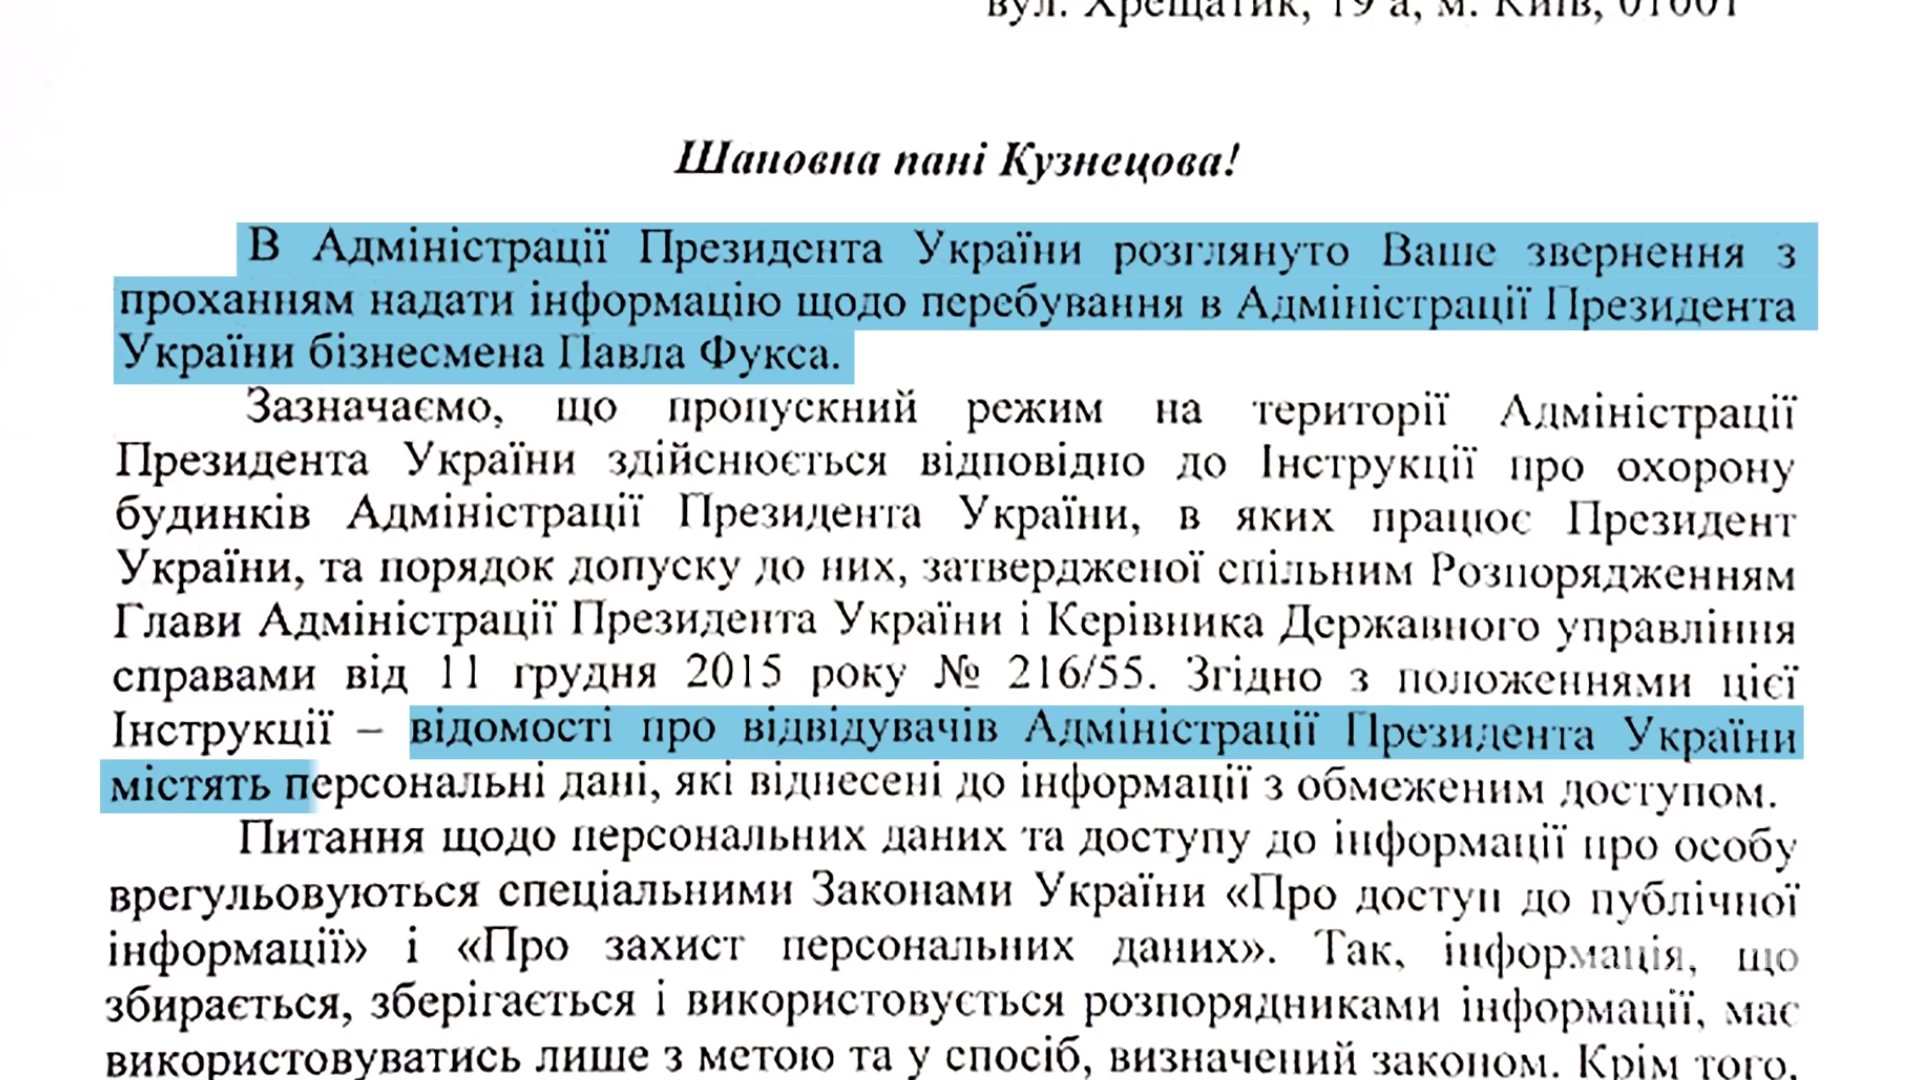 вул. Хрещатик, 19 а, м. Київ, 01001
Шановна пані Кузнецова!
В Адміністрації Президента України розглянуто Ваше звернення з
проханням надати інформацію щодо перебування в Адміністрації Президента
України бізнесмена Павла Фукса.
Зазначаємо, що пропускний режим на території Адміністрації
Президента України здійснюється відповідно до Інструкції про охорону
будинків Адміністрації Президента України, в яких працює Президент
України, та порядок допуску до них, затвердженої спільним Розпорядженням
Глави Адміністрації Президента України і Керівника Державного управління
справами від 11 грудня 2015 року № 216/55. Згідно з положеннями цієї
Інструкції – відомості про відвідувачів Адміністрації Президента України
містять персональні дані, які віднесені до інформації з обмеженим доступом.
Питання щодо персональних даних та доступу до інформації про особу
врегульовуються спеціальними Законами України «Про доступ до публічної
інформації» і «Про захист персональних даних». Так, інформація, що
збирається, зберігається і використовується розпорядниками інформації, має
використовуватись лише з метою та у спосіб, визначений законом. Крім того,